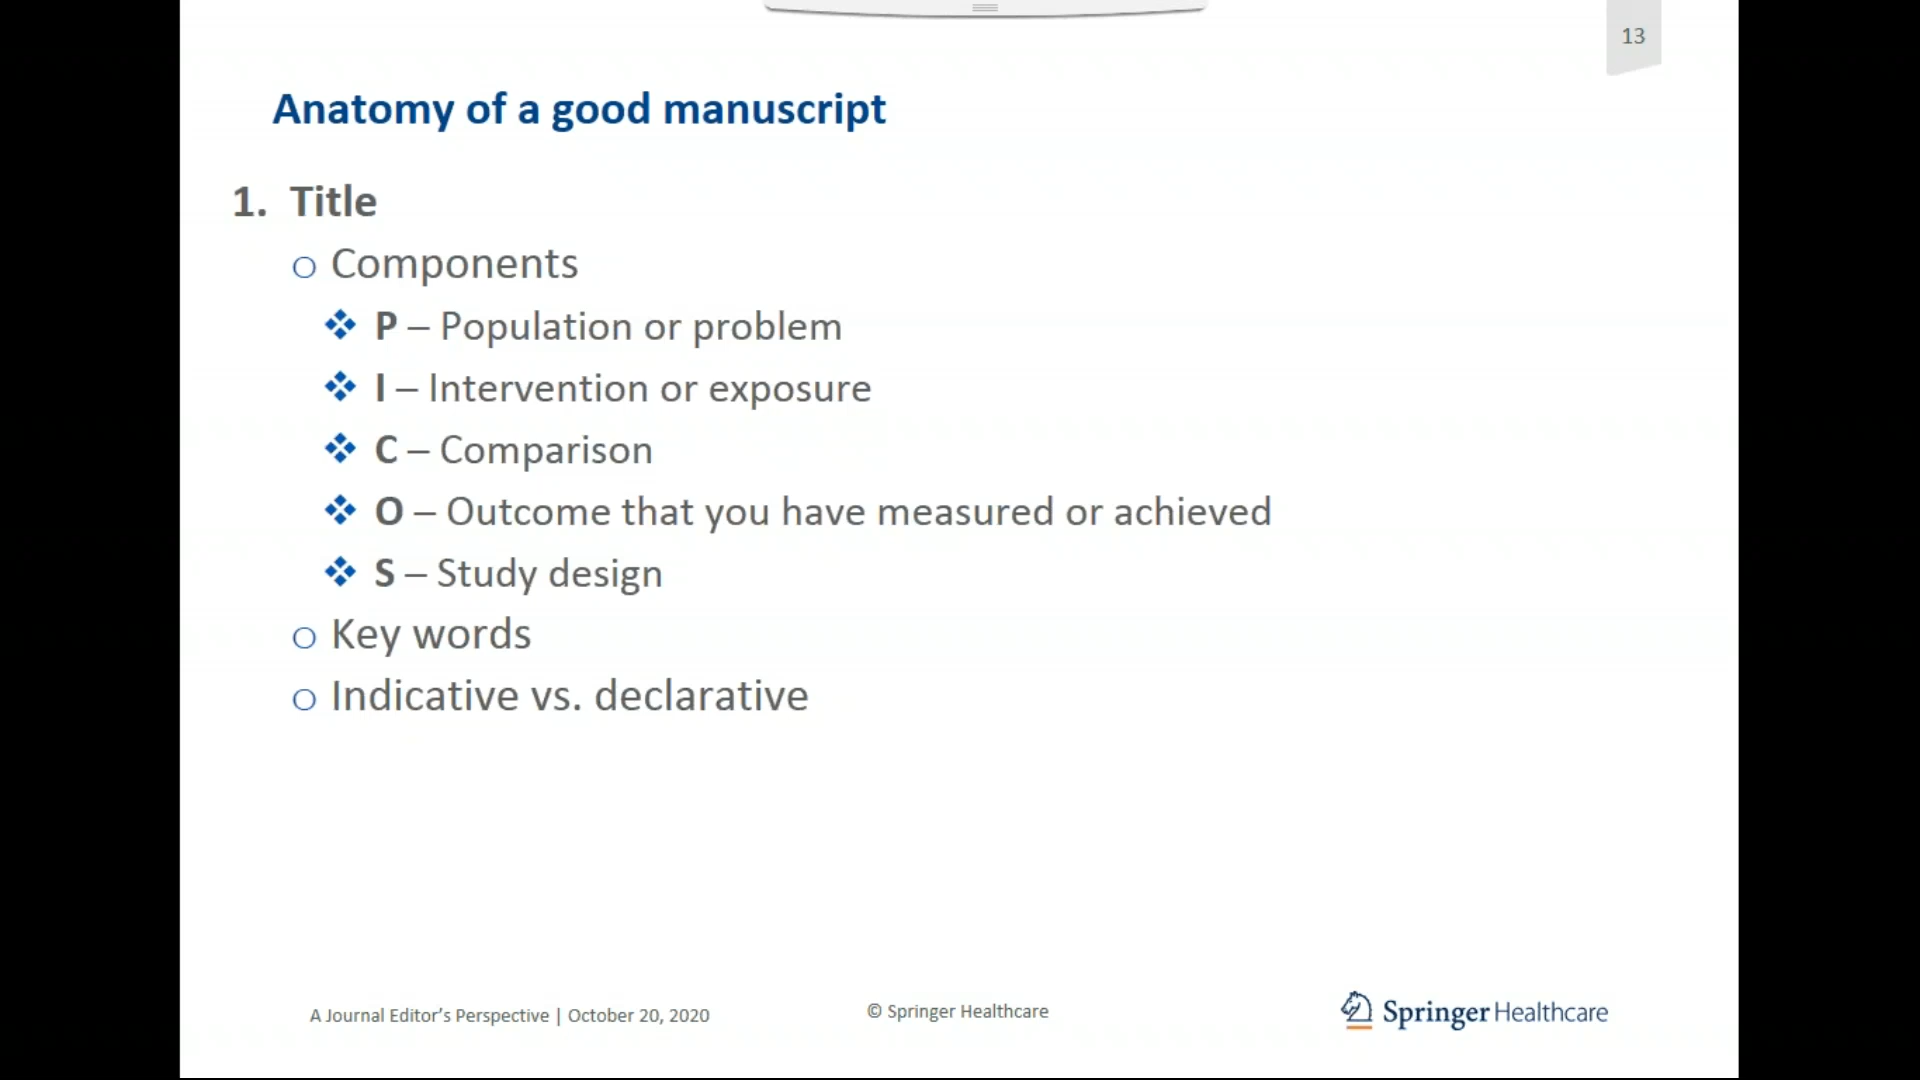 13
Anatomy of a good manuscript
1. Title
o Components
❖ P – Population or problem
❖ I – Intervention or exposure
❖ C – Comparison
❖ O – Outcome that you have measured or achieved
❖ S – Study design
o Key words
o Indicative vs. declarative
A Journal Editor's Perspective | October 20, 2020
© Springer Healthcare
Springer Healthcare